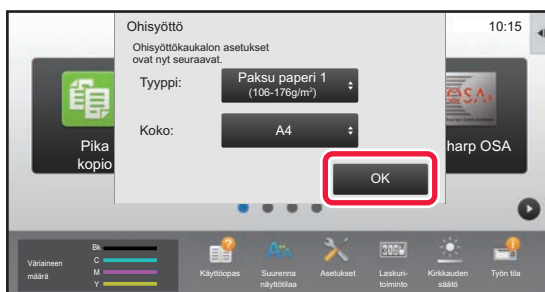 Ohisyöttö
10:15
Ohisyöttökaukalon asetukset
ovat nyt seuraavat.
Tyyppi:
Paksu paperi 1
(106-176g/m²)
Koko:
A4
OK
Pika
kopio
OSA
harp OSA
Väriaineen
määrä
Bk
C
M
Y
Käyttöopas
Suurenna
näyttötilaa
Asetukset
Laskuri-
toiminto
Kirkkauden
säätö
Työn tila